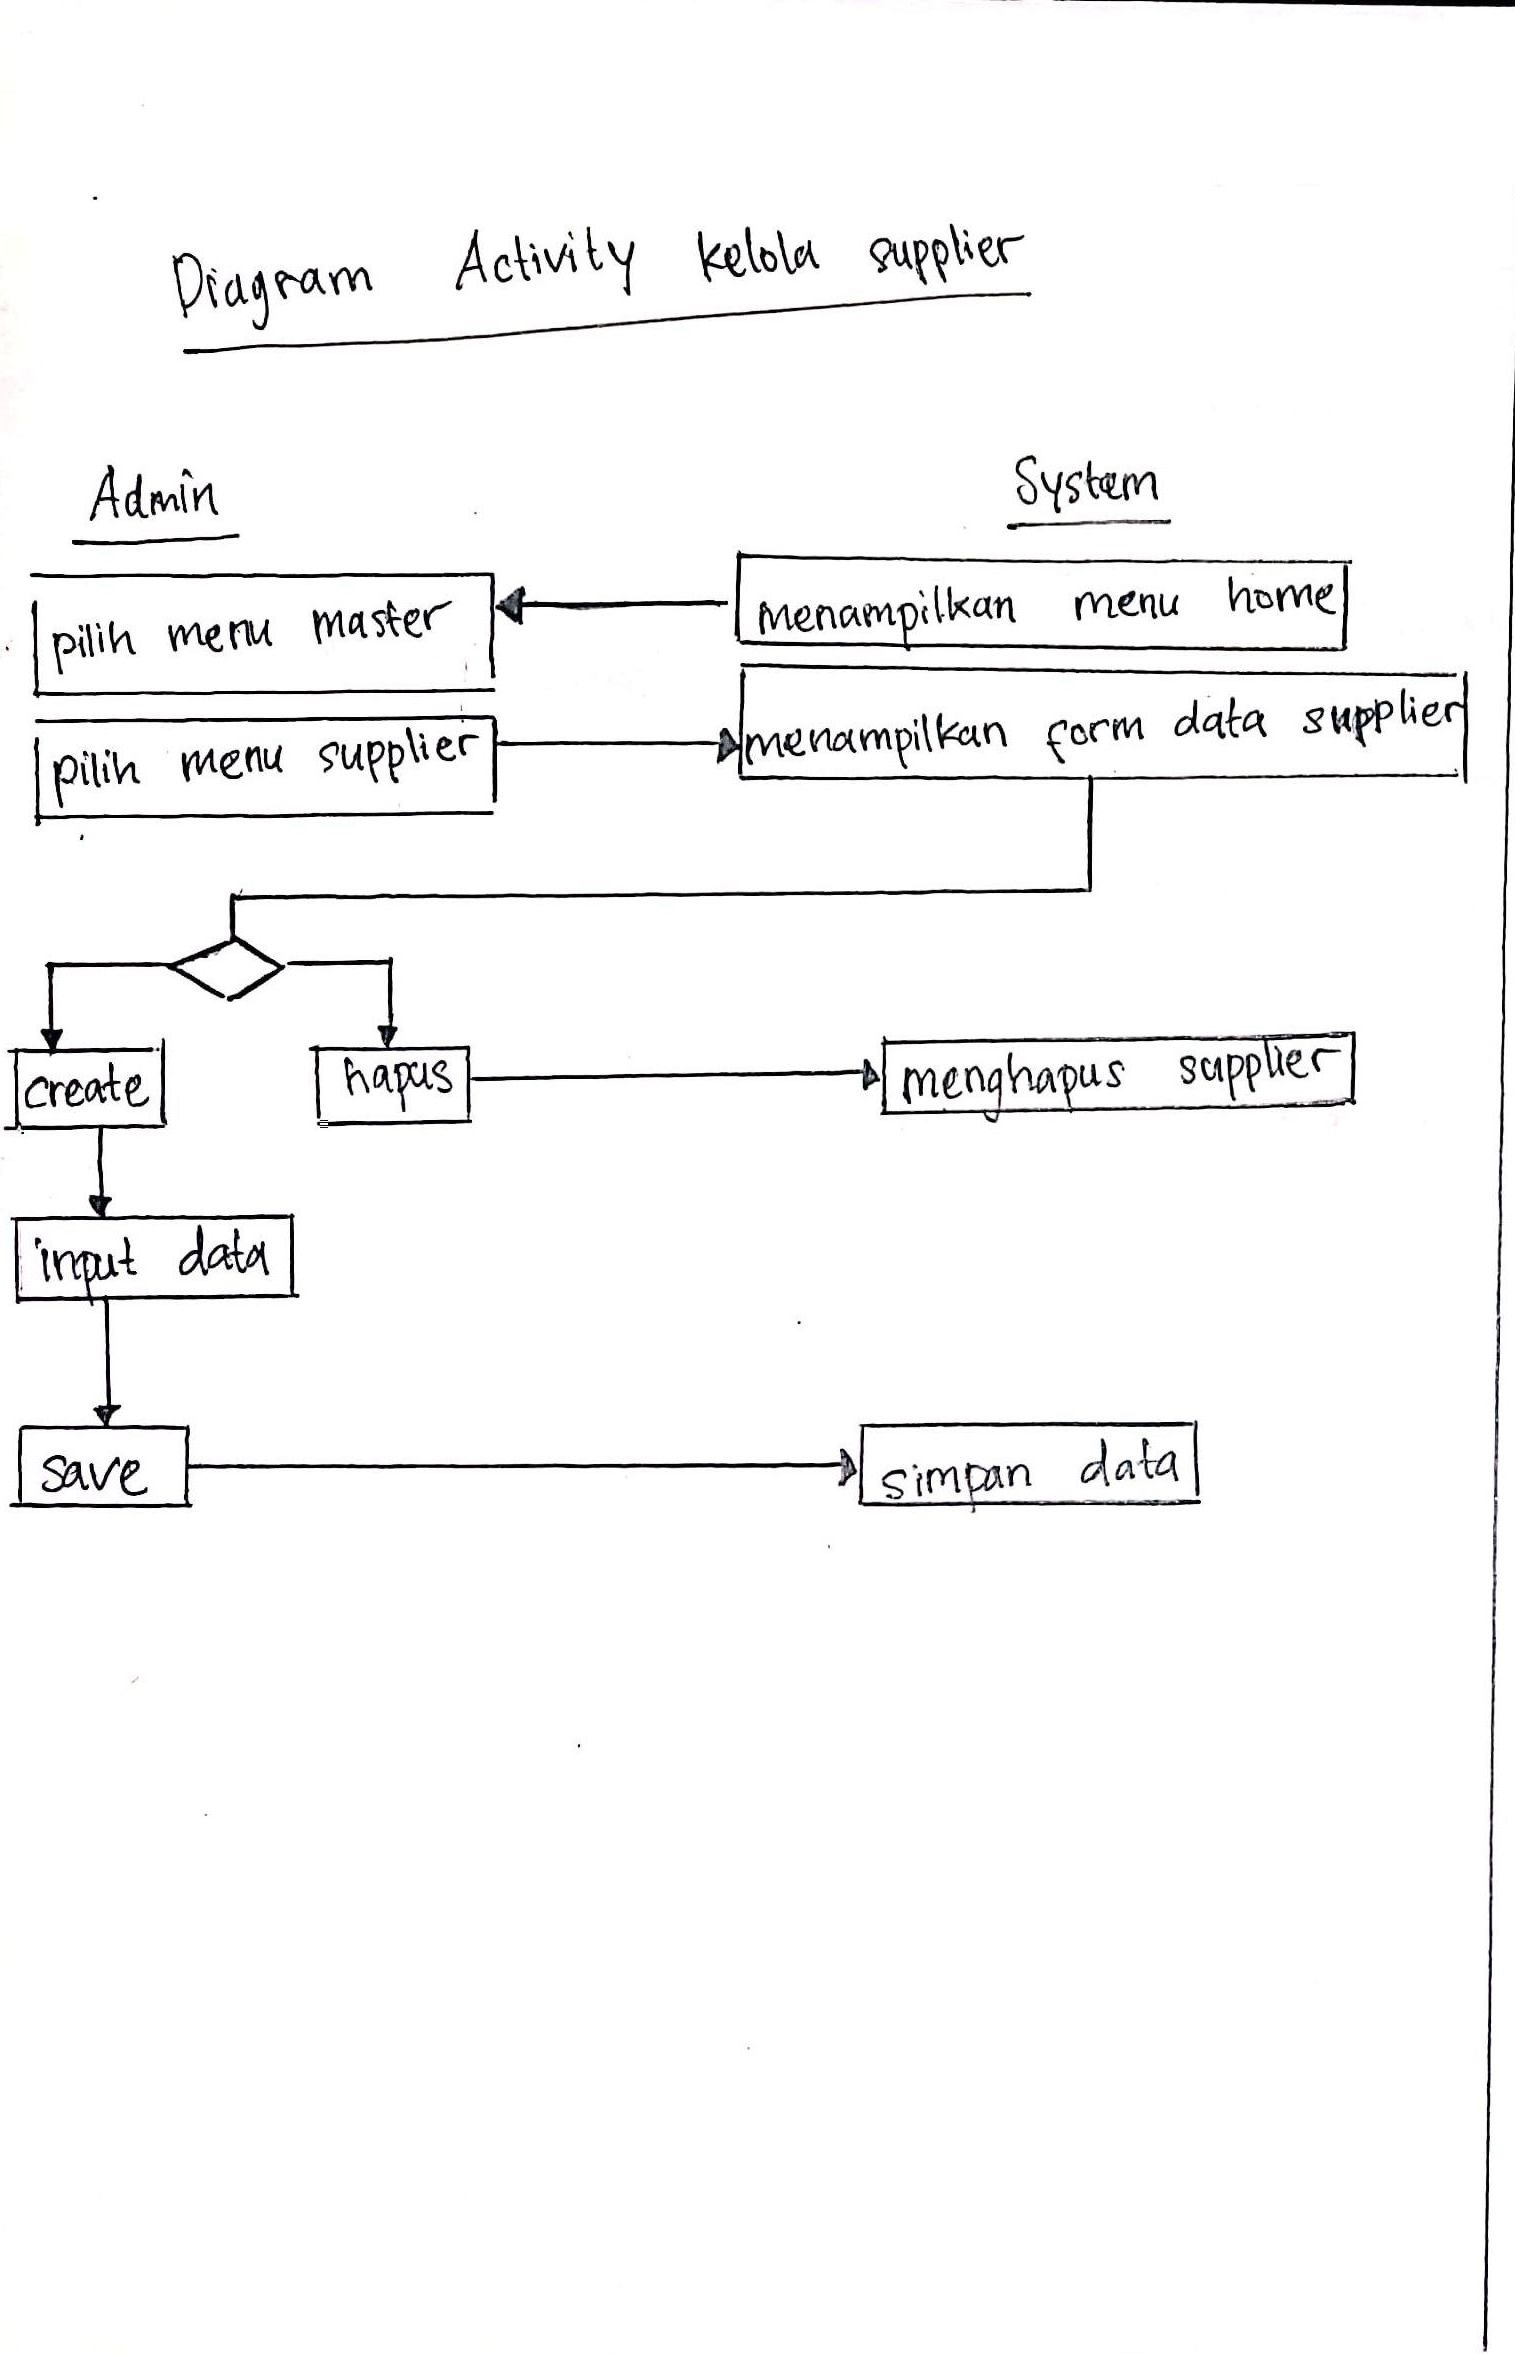 Diagram Activity kelola supplier
Admin
System
pilih menu master
menampilkan menu home
pilih menu supplier
menampilkan form data supplier
create
hapus
menghapus supplier
input data
save
simpan data